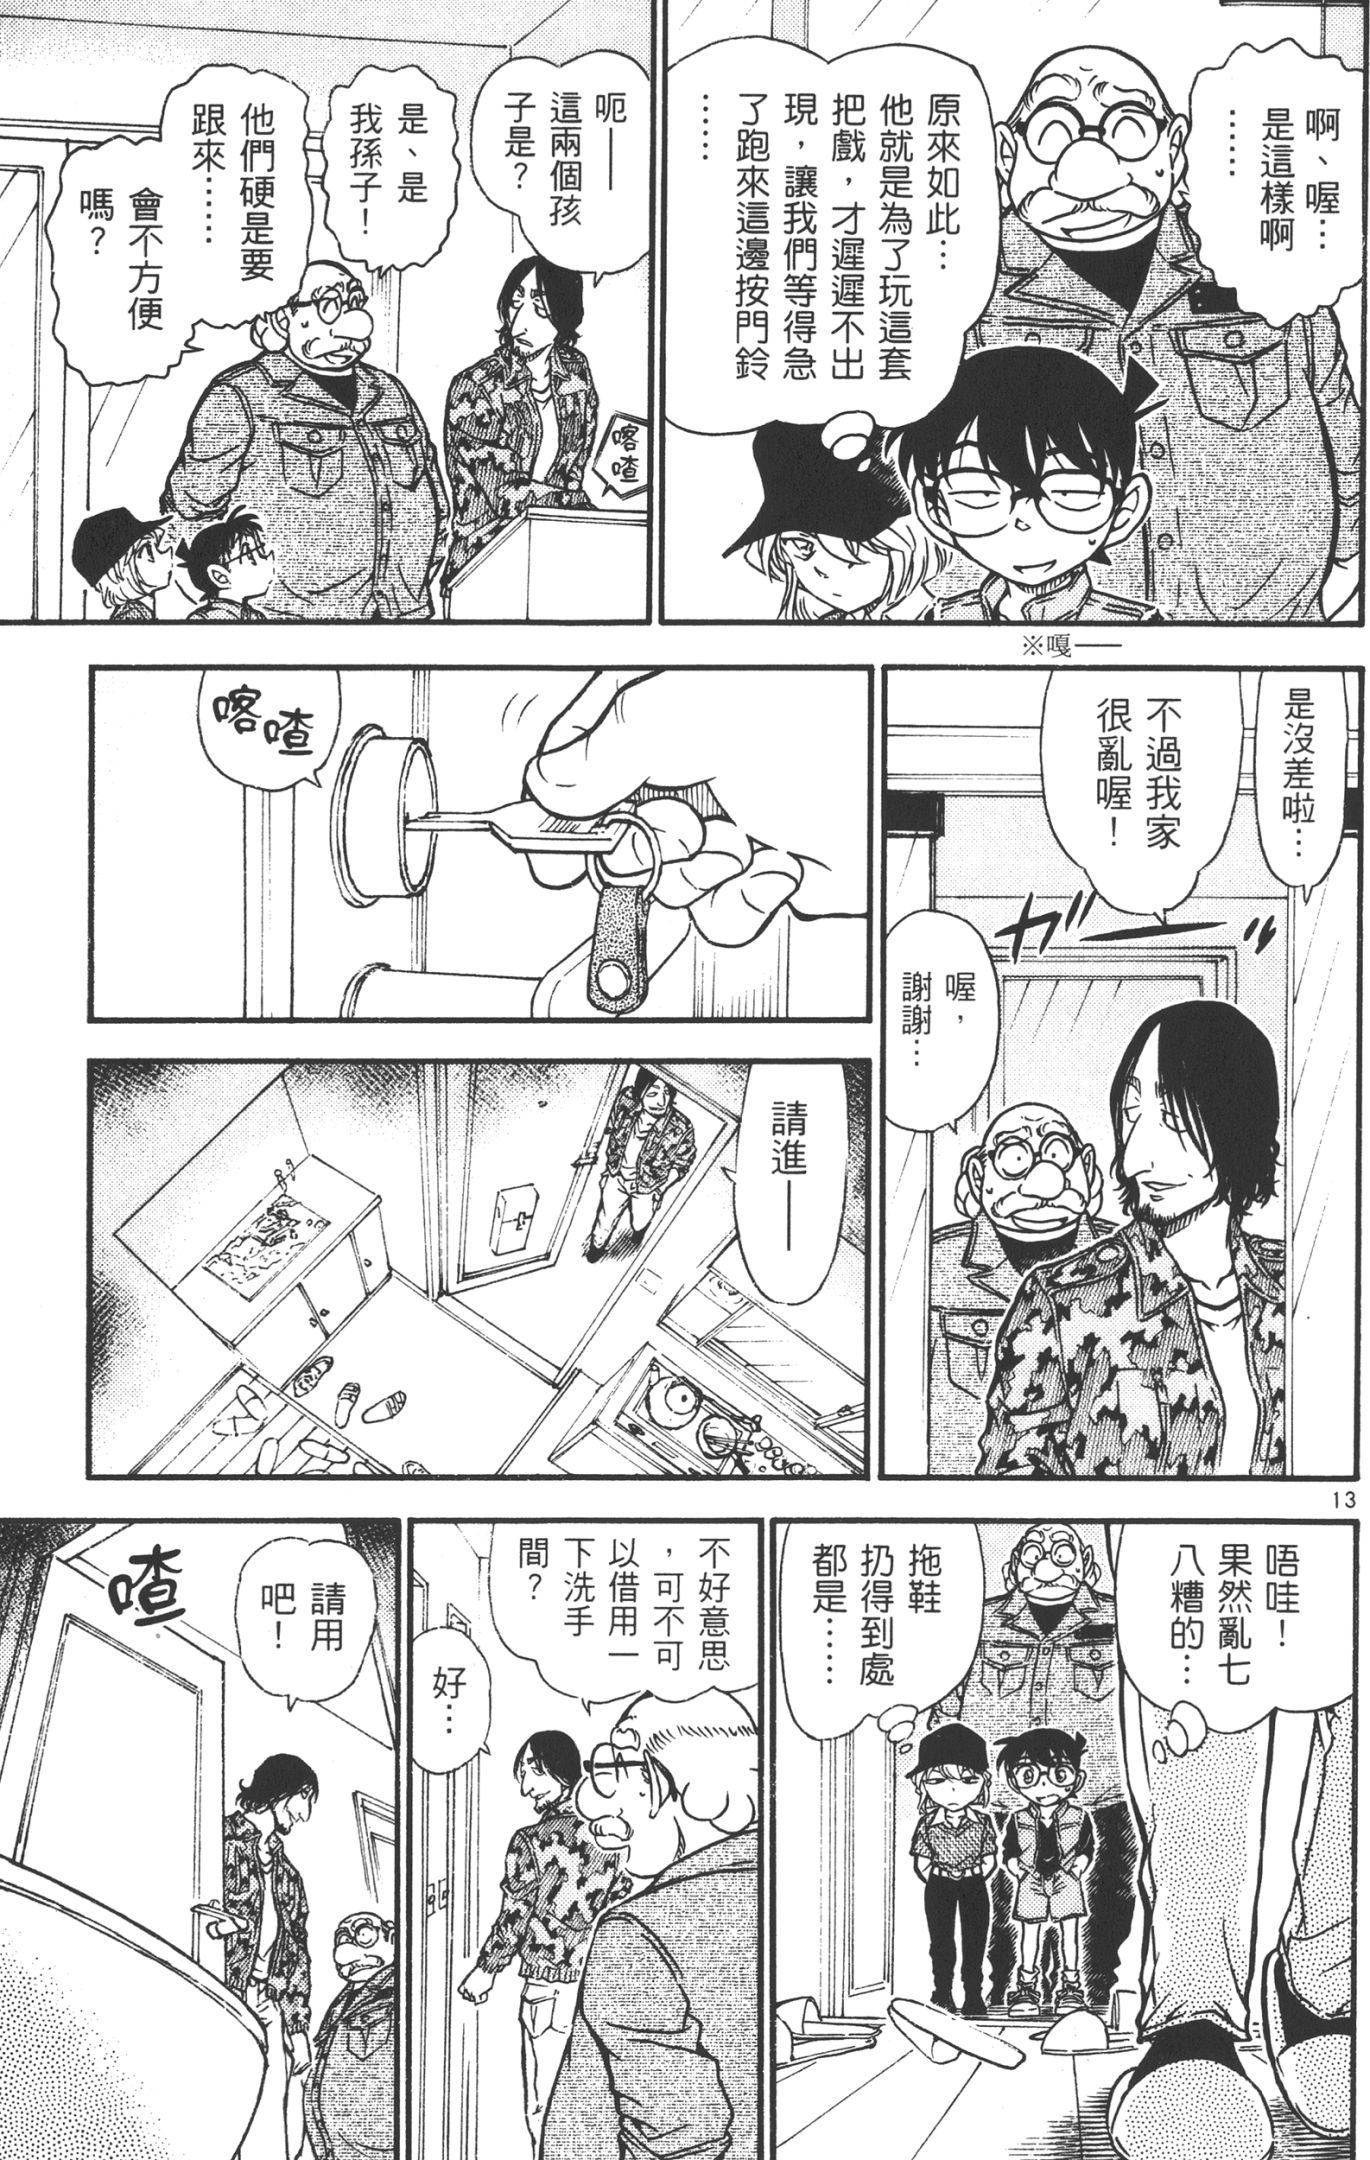 啊、喔…
是這樣啊
……
原來如此…
他就是為了玩這套
把戲，才遲遲不出
現，讓我們等得急
了跑來這邊按門鈴
……
呃——
這兩個孩
子是？
喀喳
是、是
我孫子！
他們硬是要
跟來……
會不方便
嗎？
※嘎——
是沒差啦…
不過我家
很亂喔！
ガーッ
喔，
謝謝…
喀喳
請進——
13
唔哇！
果然亂七
八糟的…
拖鞋
扔得到處
都是……
不好意思
，可不可
以借用一
下洗手
間？
好…
請用
吧！
喳